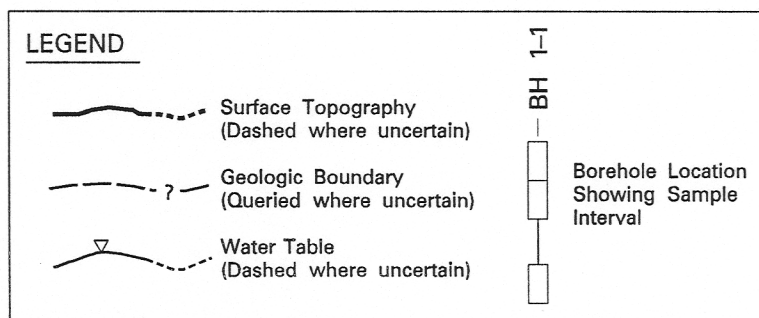 LEGEND
Surface Topography
(Dashed where uncertain)
?
Geologic Boundary
(Queried where uncertain)
Water Table
(Dashed where uncertain)
BH 1-1
Borehole Location
Showing Sample
Interval